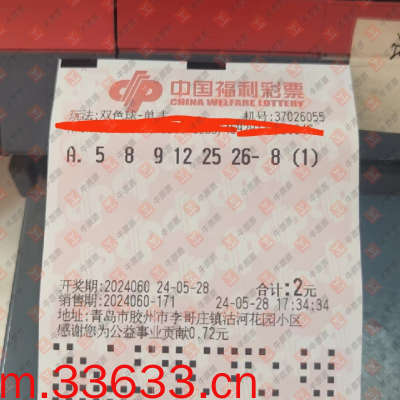 中国福利彩票
CHINA WELFARE LOTTERY
玩法:双色球-单式 机号:37026055
A. 5 8 9 12 25 26- 8 (1)
开奖期:2024060 24-05-28 合计:2元
销售期:2024060-171 24-05-28 17:34:34
地址:青岛市胶州市李哥庄镇沽河花园小区
感谢您为公益事业贡献0.72元
m.33633.cn